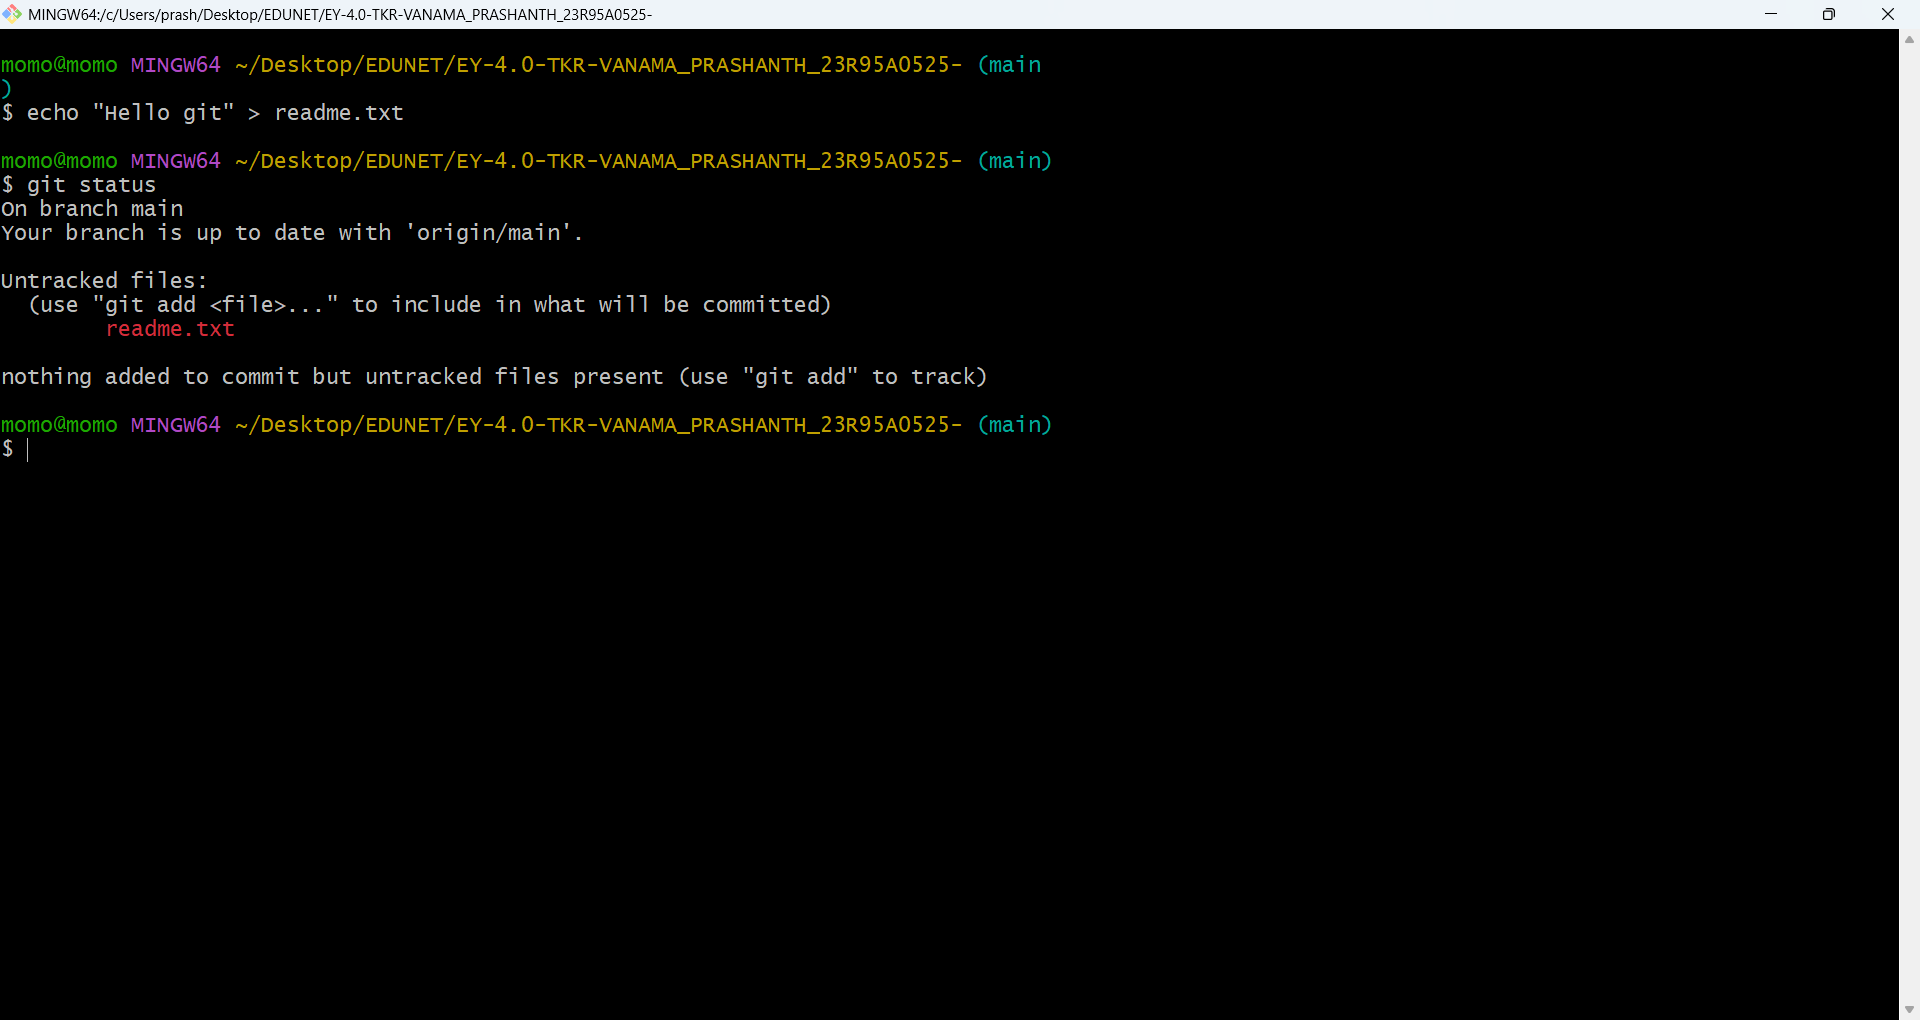 MINGW64:/c/Users/prash/Desktop/EDUNET/EY-4.0-TKR-VANAMA_PRASHANTH_23R95A0525-
momo@momo MINGW64 ~/Desktop/EDUNET/EY-4.0-TKR-VANAMA_PRASHANTH_23R95A0525- (main
)
$ echo "Hello git" > readme.txt
momo@momo MINGW64 ~/Desktop/EDUNET/EY-4.0-TKR-VANAMA_PRASHANTH_23R95A0525- (main)
$ git status
On branch main
Your branch is up to date with 'origin/main'.
Untracked files:
(use "git add <file>..." to include in what will be committed)
readme.txt
nothing added to commit but untracked files present (use "git add" to track)
momo@momo MINGW64 ~/Desktop/EDUNET/EY-4.0-TKR-VANAMA_PRASHANTH_23R95A0525- (main)
$